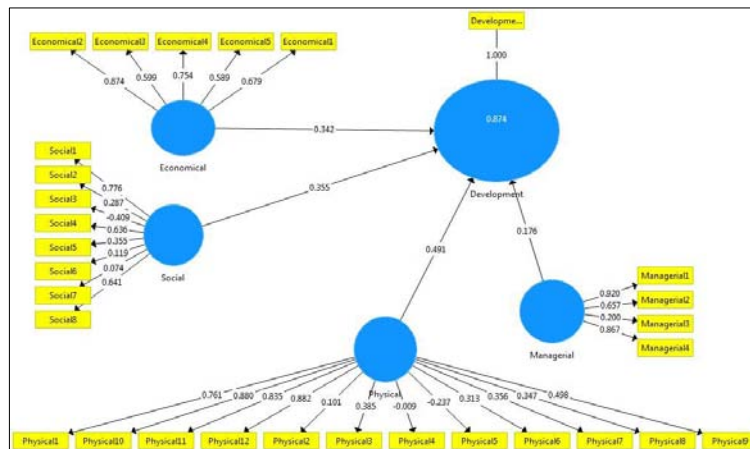 Developme...
Economical2 Economical3 Economical4 Economical5 Economical1
1.000
0.874 0.599 0.754 0.589 0.679
0.874
0.342
Economical
Development
Social1
Social2
Social3
Social4
Social5
Social6
Social7
Social8
0.776
0.287
-0.409
0.636
0.355
0.119
0.074
0.641
Social
0.355
0.491
0.176
Managerial1
Managerial2
Managerial3
Managerial4
0.920
0.657
0.200
0.867
Managerial
Physical
0.761 0.880 0.835 0.882 0.101 0.385 -0.009 -0.237 0.313 0.356 0.347 0.498
Physical1 Physical10 Physical11 Physical12 Physical2 Physical3 Physical4 Physical5 Physical6 Physical7 Physical8 Physical9